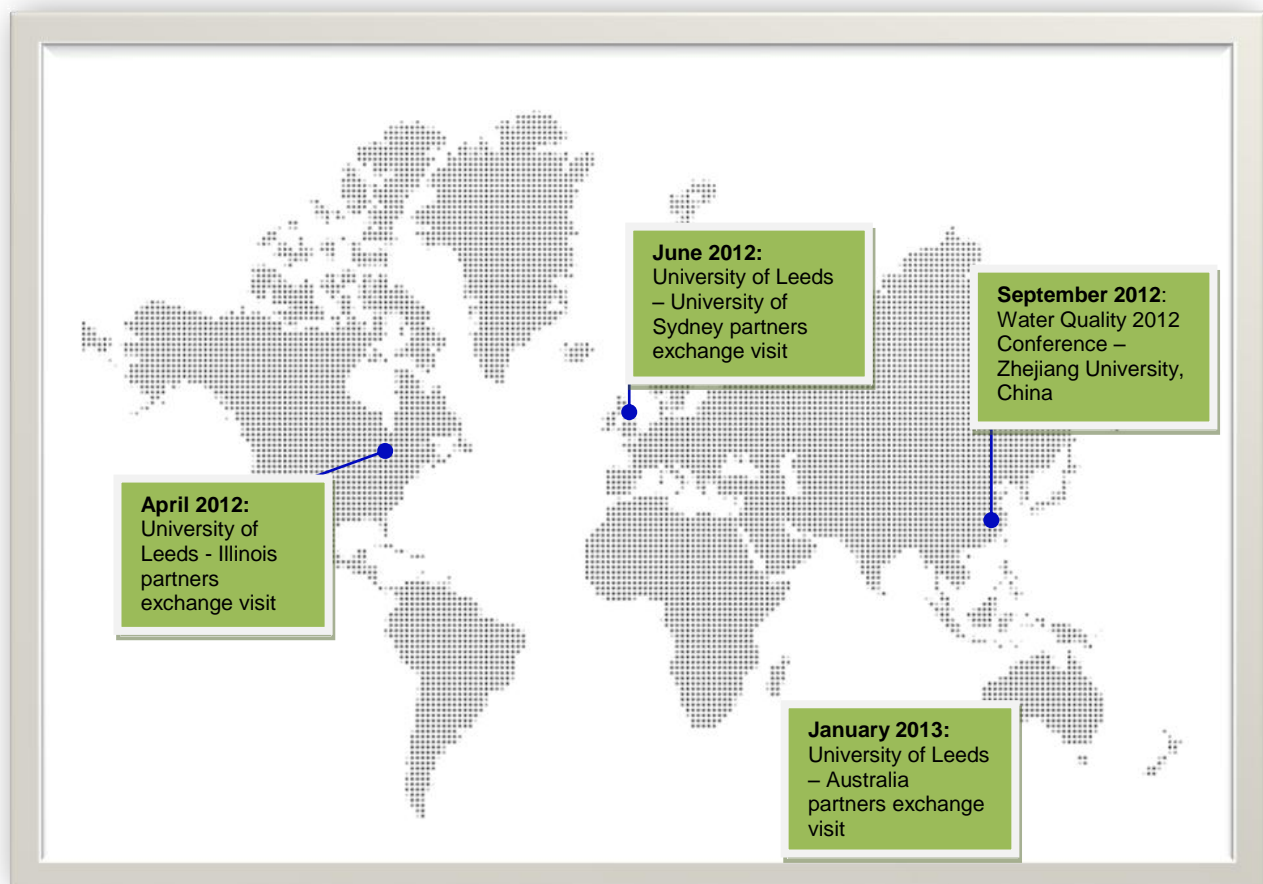 June 2012:
University of Leeds
– University of
Sydney partners
exchange visit
September 2012:
Water Quality 2012
Conference –
Zhejiang University,
China
April 2012:
University of
Leeds - Illinois
partners
exchange visit
January 2013:
University of Leeds
– Australia
partners exchange
visit